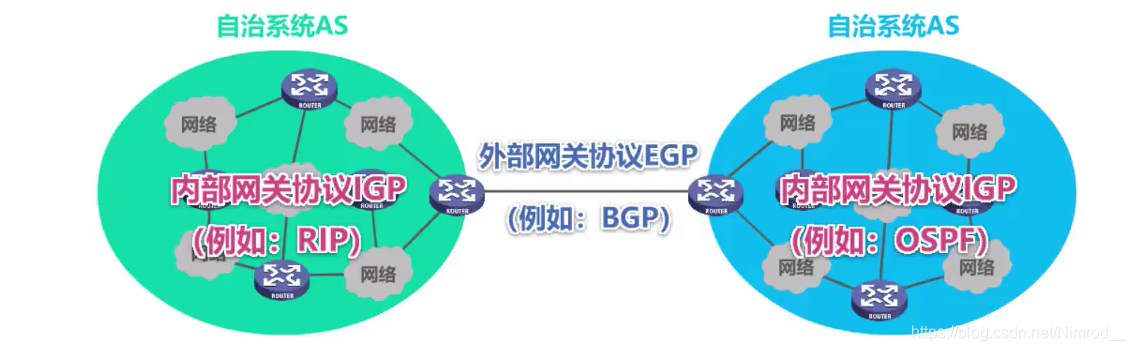 自治系统AS
自治系统AS
ROUTER
ROUTER
网络
网络
网络
网络
外部网关协议EGP
内部网关协议IGP
内部网关协议IGP
ROUTER
ROUTER
(例如：RIP)
(例如：BGP)
(例如：OSPF)
网络
网络
网络
网络
ROUTER
ROUTER
https://blog.csdn.net/Nimrod__